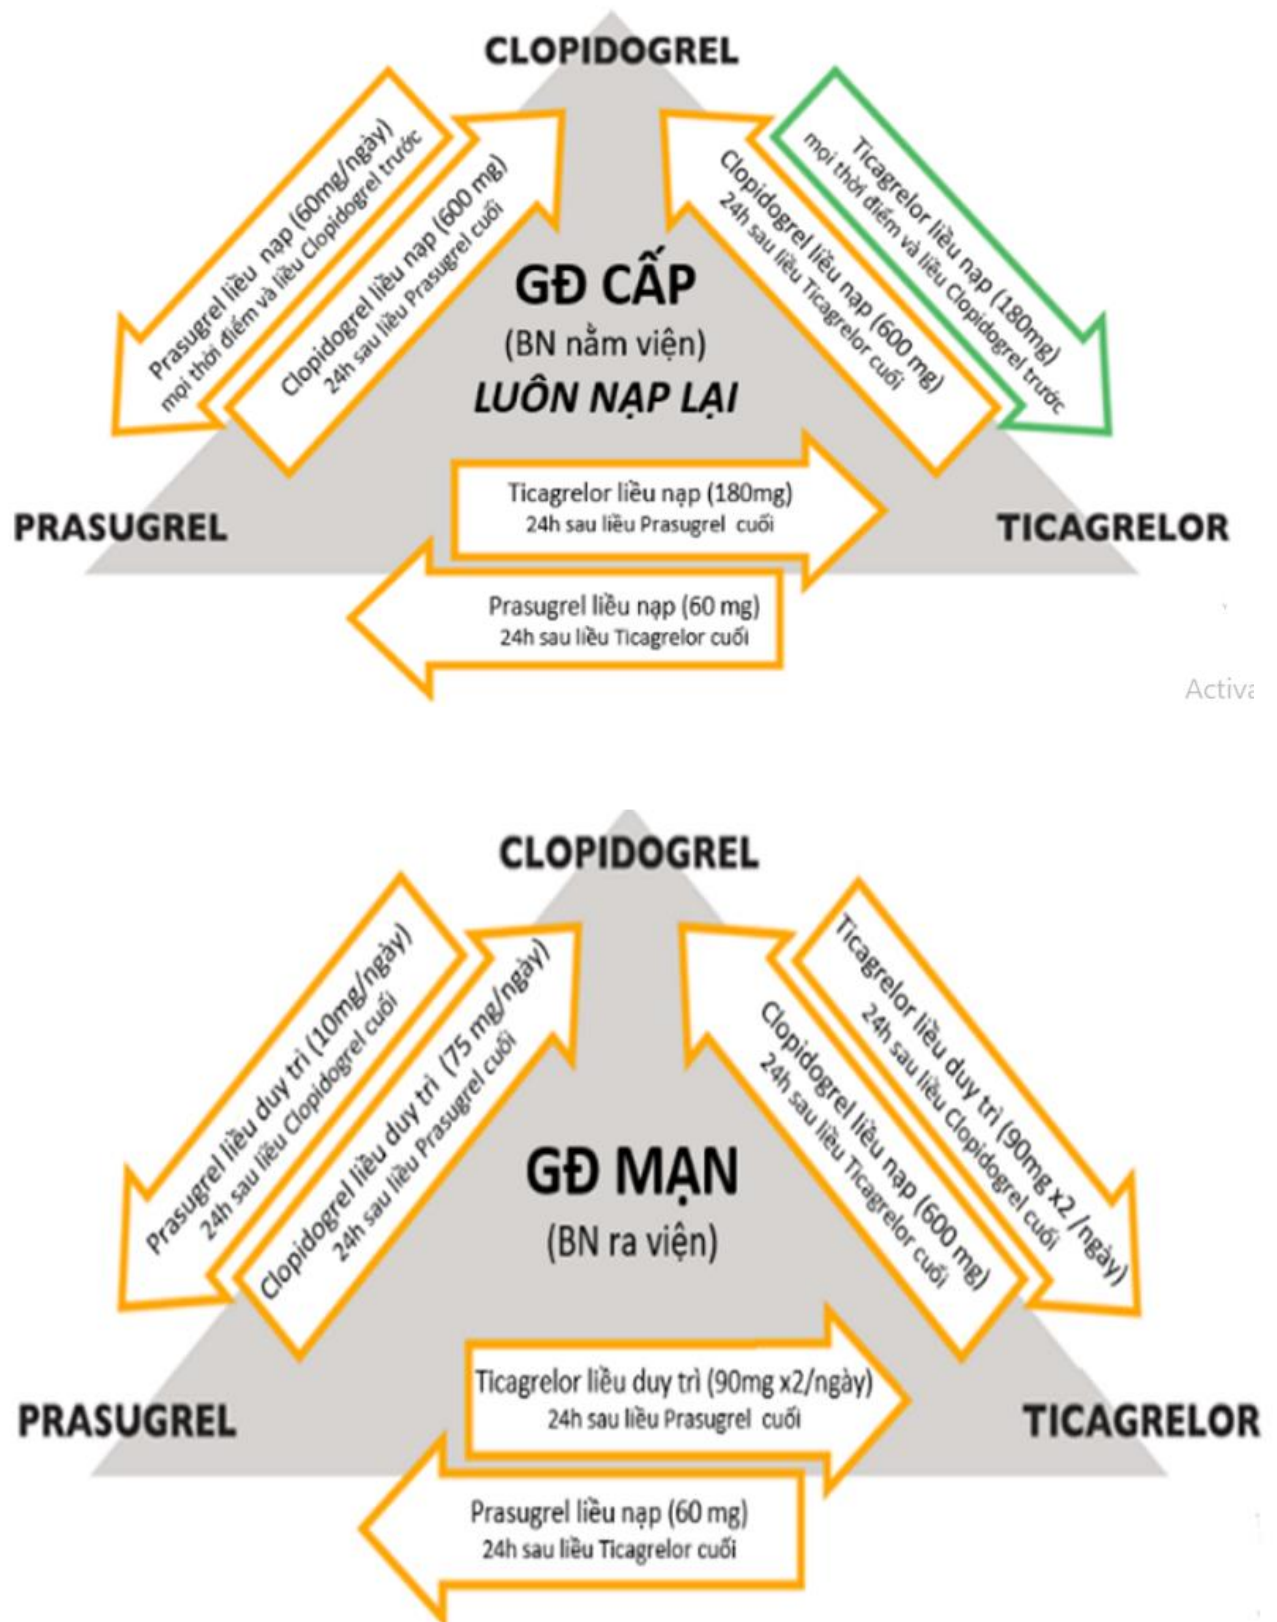 CLOPIDOGREL
Prasugrel liều nạp (60mg/ngày)
mọi thời điểm và liều Clopidogrel trước
Clopidogrel liều nạp (600 mg)
24h sau liều Prasugrel cuối
Clopidogrel liều nạp (600 mg)
24h sau liều Ticagrelor cuối
Ticagrelor liều nạp (180mg)
mọi thời điểm và liều Clopidogrel trước
GĐ CẤP
(BN nằm viện)
LUÔN NẠP LẠI
PRASUGREL
TICAGRELOR
Ticagrelor liều nạp (180mg)
24h sau liều Prasugrel cuối
Prasugrel liều nạp (60 mg)
24h sau liều Ticagrelor cuối
Activa
CLOPIDOGREL
Prasugrel liều duy trì (10mg/ngày)
24h sau liều Clopidogrel cuối
Clopidogrel liều duy trì (75 mg/ngày)
24h sau liều Prasugrel cuối
Clopidogrel liều nạp (600 mg)
24h sau liều Ticagrelor cuối
Ticagrelor liều duy trì (90mg x2 /ngày)
24h sau liều Clopidogrel cuối
GĐ MẠN
(BN ra viện)
PRASUGREL
TICAGRELOR
Ticagrelor liều duy trì (90mg x2/ngày)
24h sau liều Prasugrel cuối
Prasugrel liều nạp (60 mg)
24h sau liều Ticagrelor cuối